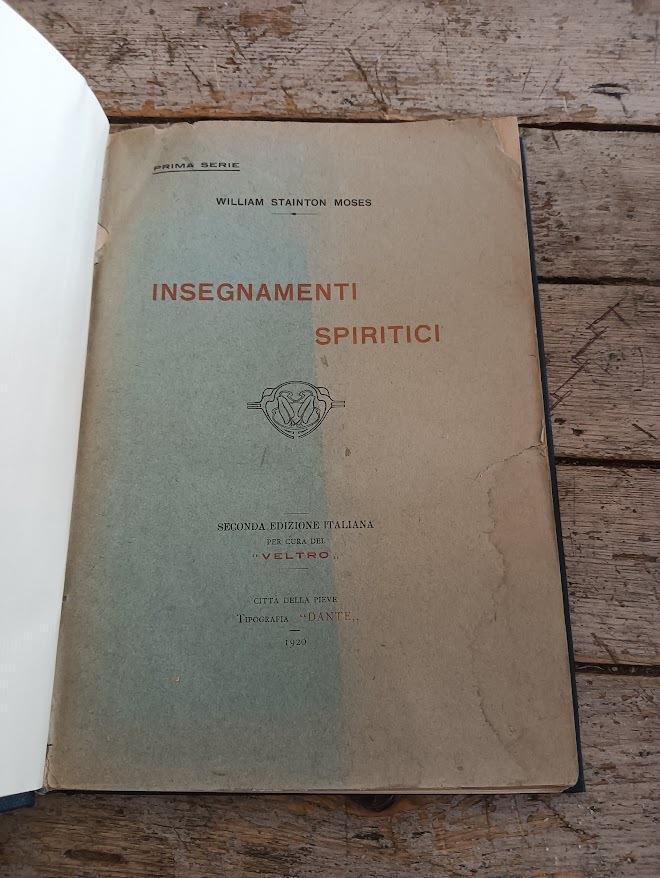 PRIMA SERIE
WILLIAM STAINTON MOSES
INSEGNAMENTI
SPIRITICI
SECONDA EDIZIONE ITALIANA
PER CURA DEL
“VELTRO„
CITTÀ DELLA PIEVE
TIPOGRAFIA “DANTE„
1920